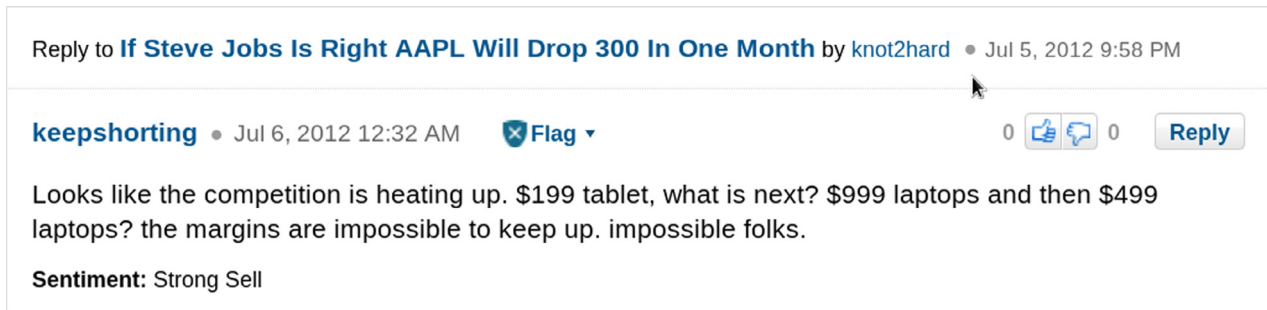 Reply to If Steve Jobs Is Right AAPL Will Drop 300 In One Month by knot2hard • Jul 5, 2012 9:58 PM
keepshorting • Jul 6, 2012 12:32 AM Flag 0 0 Reply
Looks like the competition is heating up. $199 tablet, what is next? $999 laptops and then $499
laptops? the margins are impossible to keep up. impossible folks.
Sentiment: Strong Sell